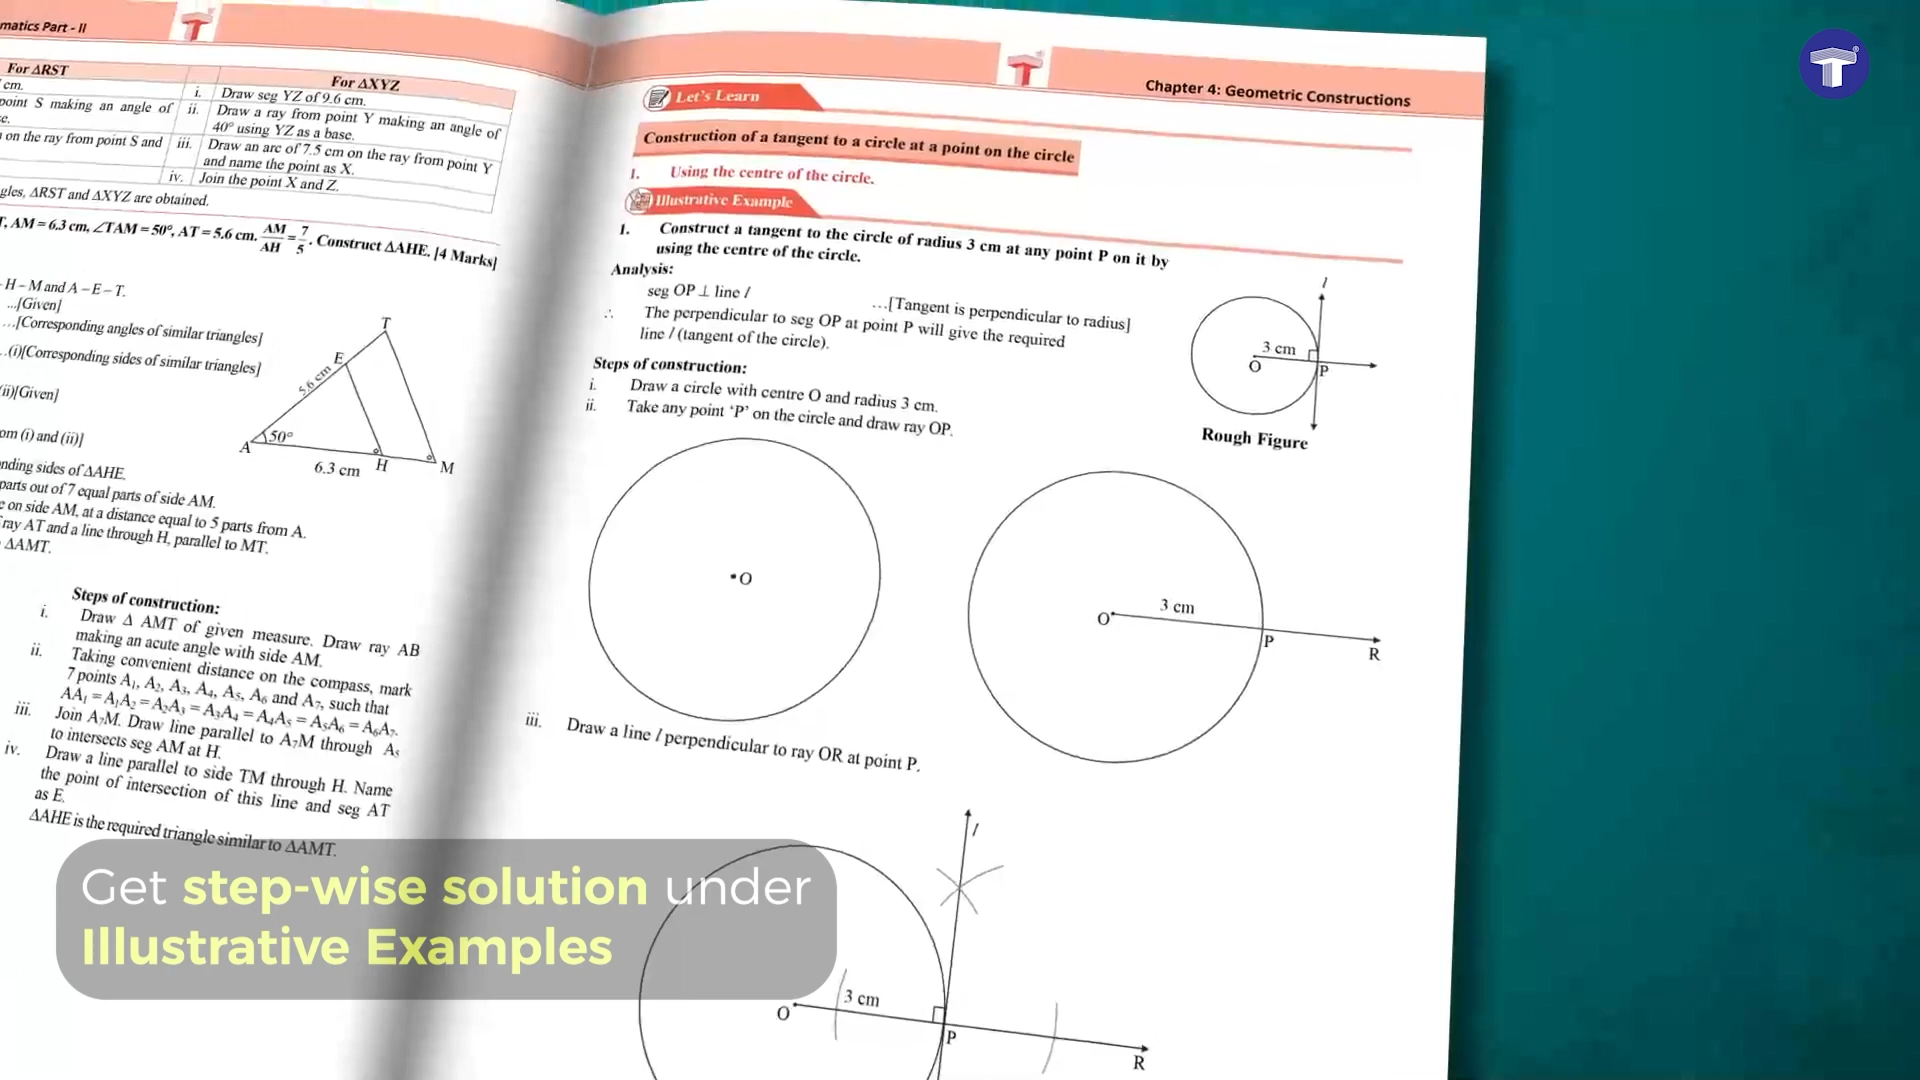 matics Part - II
For ΔRST
For ΔXYZ
cm.
i. Draw seg YZ of 9.6 cm.
point S making an angle of
ii. Draw a ray from point Y making an angle of
40° using YZ as a base.
on the ray from point S and
iii. Draw an arc of 7.5 cm on the ray from point Y
and name the point as X.
iv. Join the point X and Z.
gles, ΔRST and ΔXYZ are obtained.
AM = 6.3 cm, ∠TAM = 50°, AT = 5.6 cm. AM/AH = 7/5. Construct ΔAHE. [4 Marks]
H – M and A – E – T.
...[Given]
...[Corresponding angles of similar triangles]
(i)[Corresponding sides of similar triangles]
(ii)[Given]
om (i) and (ii)]
T
E
5.6 cm
50°
A
6.3 cm
H
M
nding sides of ΔAHE.
parts out of 7 equal parts of side AM.
on side AM, at a distance equal to 5 parts from A.
ray AT and a line through H, parallel to MT.
ΔAMT.
Steps of construction:
i. Draw Δ AMT of given measure. Draw ray AB
making an acute angle with side AM.
ii. Taking convenient distance on the compass, mark
7 points A₁, A₂, A₃, A₄, A₅, A₆ and A₇, such that
AA₁ = A₁A₂ = A₂A₃ = A₃A₄ = A₄A₅ = A₅A₆ = A₆A₇.
iii. Join A₇M. Draw line parallel to A₇M through A₅
to intersects seg AM at H.
iv. Draw a line parallel to side TM through H. Name
the point of intersection of this line and seg AT
as E.
ΔAHE is the required triangle similar to ΔAMT.
Chapter 4: Geometric Constructions
Let's Learn
Construction of a tangent to a circle at a point on the circle
1. Using the centre of the circle.
Illustrative Example
1. Construct a tangent to the circle of radius 3 cm at any point P on it by
using the centre of the circle.
Analysis:
seg OP ⊥ line l ...[Tangent is perpendicular to radius]
∴ The perpendicular to seg OP at point P will give the required
line l (tangent of the circle).
l
3 cm
O
P
Rough Figure
Steps of construction:
i. Draw a circle with centre O and radius 3 cm.
ii. Take any point ‘P’ on the circle and draw ray OP.
O
3 cm
O
P
R
iii. Draw a line l perpendicular to ray OR at point P.
l
3 cm
O
P
R
Get step-wise solution under
Illustrative Examples